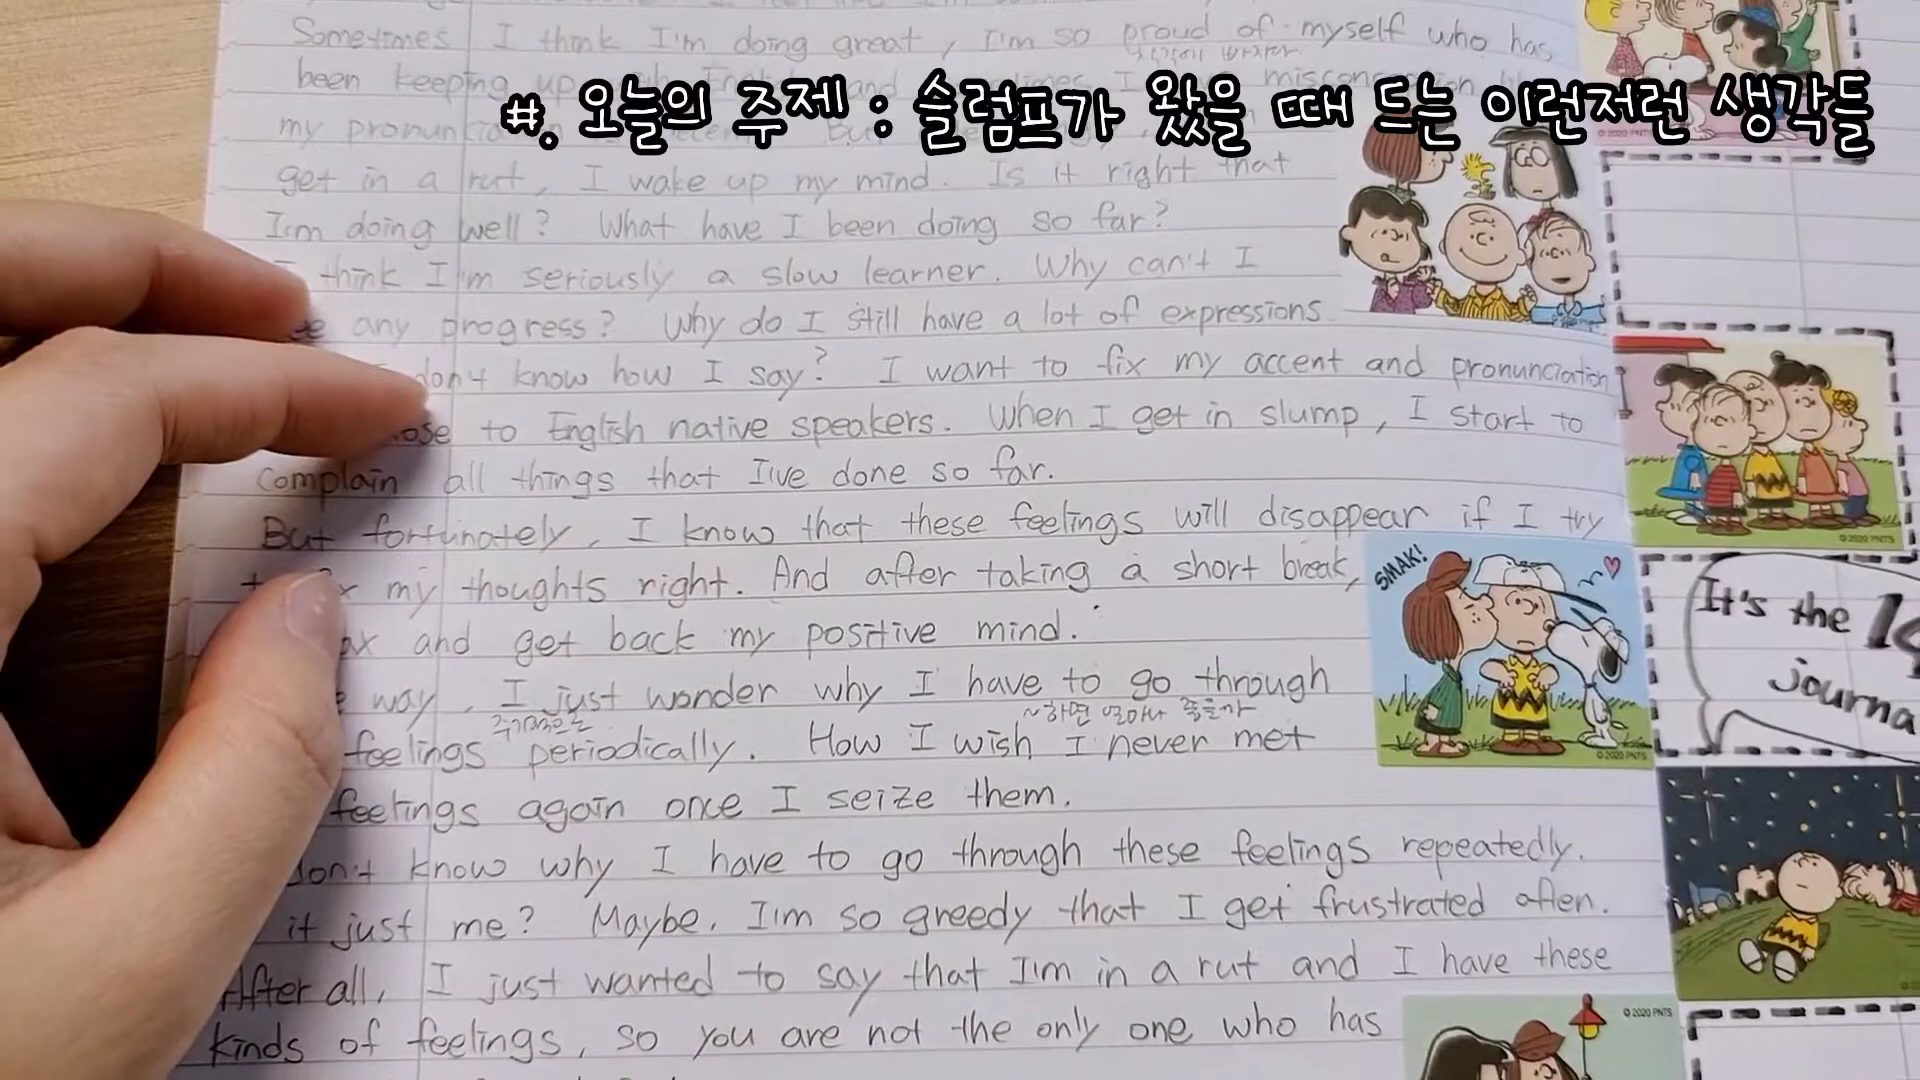 Sometimes I think I'm doing great, I'm so proud of myself who has
been keeping up and I
#. 오늘의 주제 : 슬럼프가 왔을 때 드는 이런저런 생각들
my
get in a rut, I wake up my mind. Is it right that
I'm doing well? What have I been doing so far?
I think I'm seriously a slow learner. Why can't I
any progress? Why do I still have a lot of expressions
don't know how I say? I want to fix my accent and pronunciation
to English native speakers. When I get in slump, I start to
complain all things that I've done so far.
But fortunately, I know that these feelings will disappear if I try
my thoughts right. And after taking a short break,
and get back my positive mind.
way, I just wonder why I have to go through
주기적으로
~하면 얼마나 좋을까
feelings periodically. How I wish I never met
feelings again once I seize them.
don't know why I have to go through these feelings repeatedly.
it just me? Maybe, I'm so greedy that I get frustrated often.
After all, I just wanted to say that I'm in a rut and I have these
kinds of feelings, so you are not the only one who has
SMAK!
It's the
journa
©2020 PNTS
©2020 PNTS
©2020 PNTS